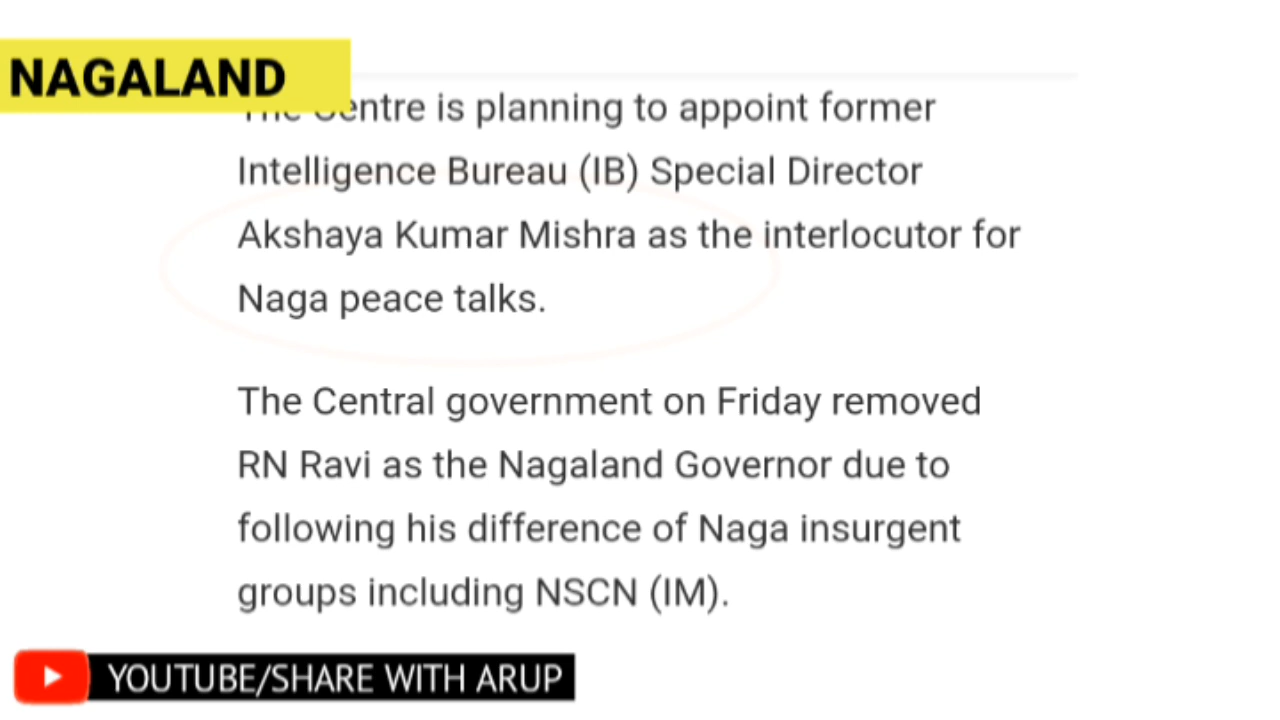 NAGALAND
The Centre is planning to appoint former
Intelligence Bureau (IB) Special Director
Akshaya Kumar Mishra as the interlocutor for
Naga peace talks.
The Central government on Friday removed
RN Ravi as the Nagaland Governor due to
following his difference of Naga insurgent
groups including NSCN (IM).
YOUTUBE/SHARE WITH ARUP